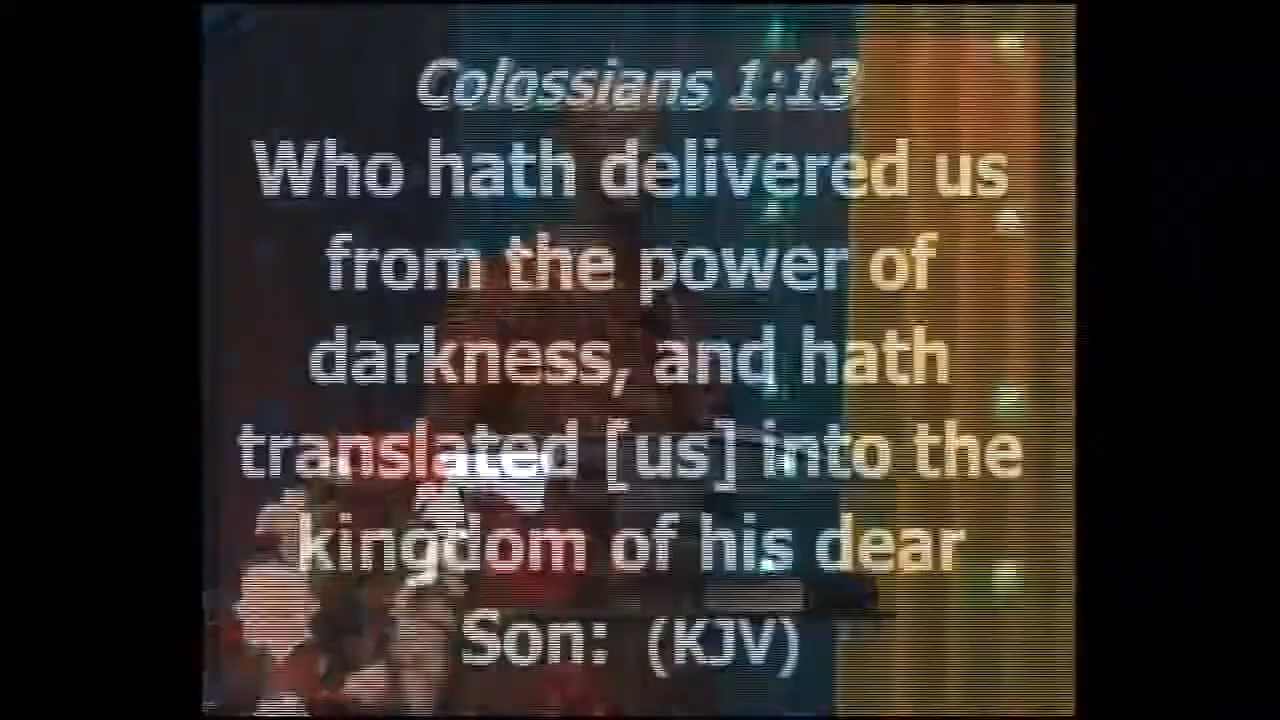 Colossians 1:13
Who hath delivered us
from the power of
darkness, and hath
translated [us] into the
kingdom of his dear
Son: (KJV)